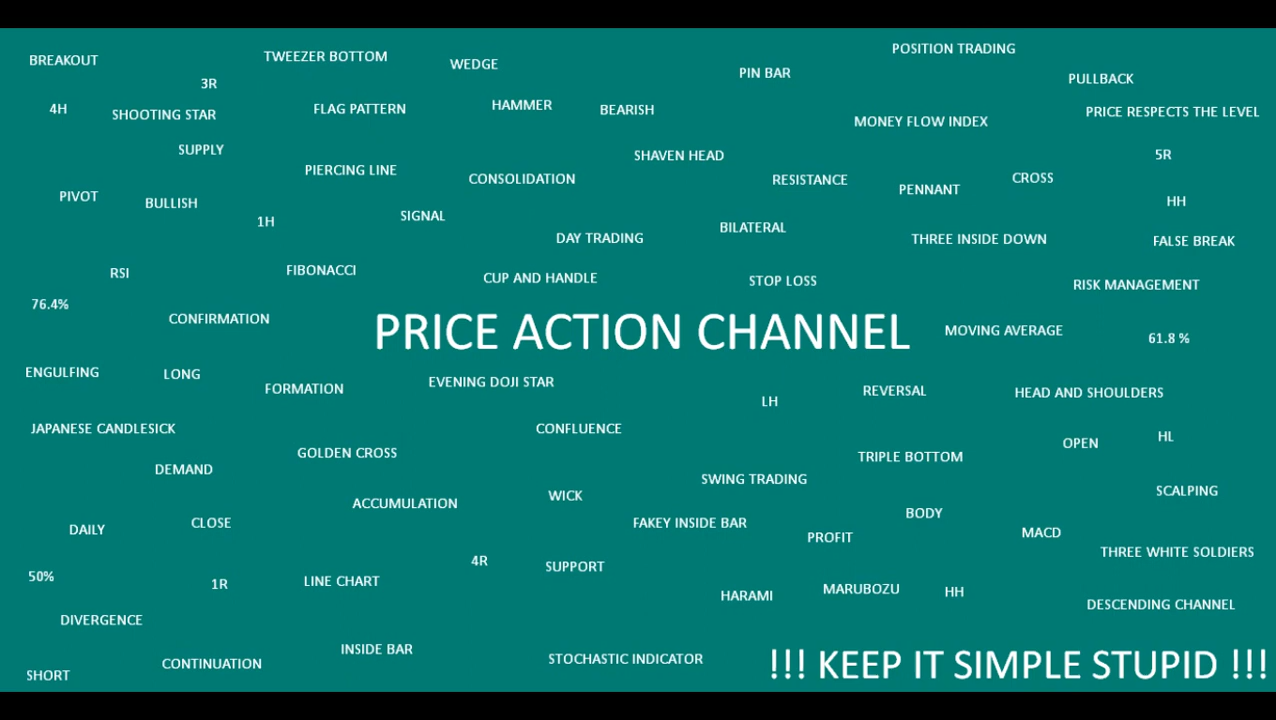 POSITION TRADING
BREAKOUT
TWEEZER BOTTOM
WEDGE
PIN BAR
PULLBACK
3R
4H
SHOOTING STAR
FLAG PATTERN
HAMMER
BEARISH
MONEY FLOW INDEX
PRICE RESPECTS THE LEVEL
SUPPLY
SHAVEN HEAD
5R
PIERCING LINE
CONSOLIDATION
RESISTANCE
PENNANT
CROSS
PIVOT
BULLISH
HH
1H
SIGNAL
BILATERAL
DAY TRADING
THREE INSIDE DOWN
FALSE BREAK
RSI
FIBONACCI
CUP AND HANDLE
STOP LOSS
RISK MANAGEMENT
76.4%
CONFIRMATION
PRICE ACTION CHANNEL
MOVING AVERAGE
61.8 %
ENGULFING
LONG
FORMATION
EVENING DOJI STAR
LH
REVERSAL
HEAD AND SHOULDERS
JAPANESE CANDLESICK
CONFLUENCE
OPEN
HL
GOLDEN CROSS
TRIPLE BOTTOM
DEMAND
SWING TRADING
SCALPING
ACCUMULATION
WICK
BODY
DAILY
CLOSE
FAKEY INSIDE BAR
PROFIT
MACD
THREE WHITE SOLDIERS
4R
SUPPORT
50%
1R
LINE CHART
HARAMI
MARUBOZU
HH
DESCENDING CHANNEL
DIVERGENCE
INSIDE BAR
CONTINUATION
STOCHASTIC INDICATOR
!!! KEEP IT SIMPLE STUPID !!!
SHORT